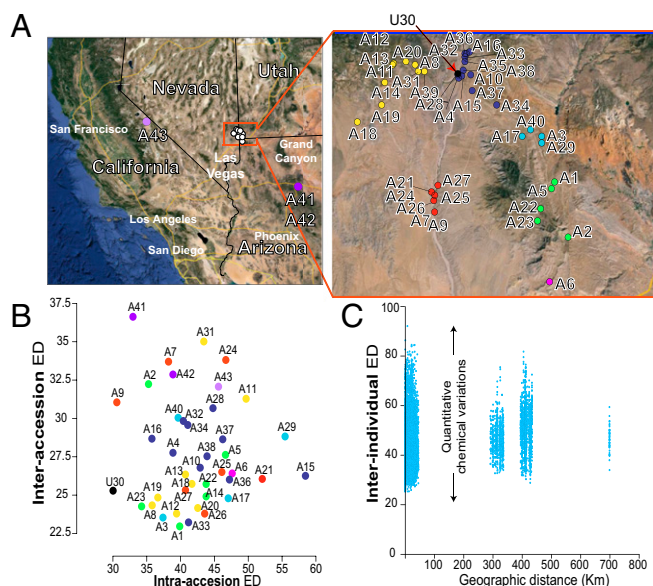 A
Nevada
Utah
San Francisco
A43
California
Las Vegas
Grand Canyon
A41
A42
Los Angeles
Phoenix
San Diego
Arizona
U30
A36
A12
A20
A32
A16
A13
A8
A33
A35
A11
A10
A38
A31
A14
A39
A15
A37
A28
A34
A19
A4
A18
A40
A17
A3
A29
A21
A27
A1
A24
A25
A5
A26
A22
A7
A9
A23
A2
A6
B
Inter-accession ED
37.5
35
32.5
30
27.5
25
22.5
A41
A31
A7
A24
A2
A42
A43
A9
A11
A28
A40
A32
A34
A16
A36
A29
A4
A38
A5
A10
A25
A6
A15
A13
A22
A36
A21
U30
A18
A19
A27
A14
A17
A23
A12
A20
A8
A26
A3
A33
A1
30 35 40 45 50 55 60
Intra-accesion ED
C
Inter-individual ED
100
80
60
40
20
0
Quantitative
chemical variations
0 100 200 300 400 500 600 700 800
Geographic distance (Km)